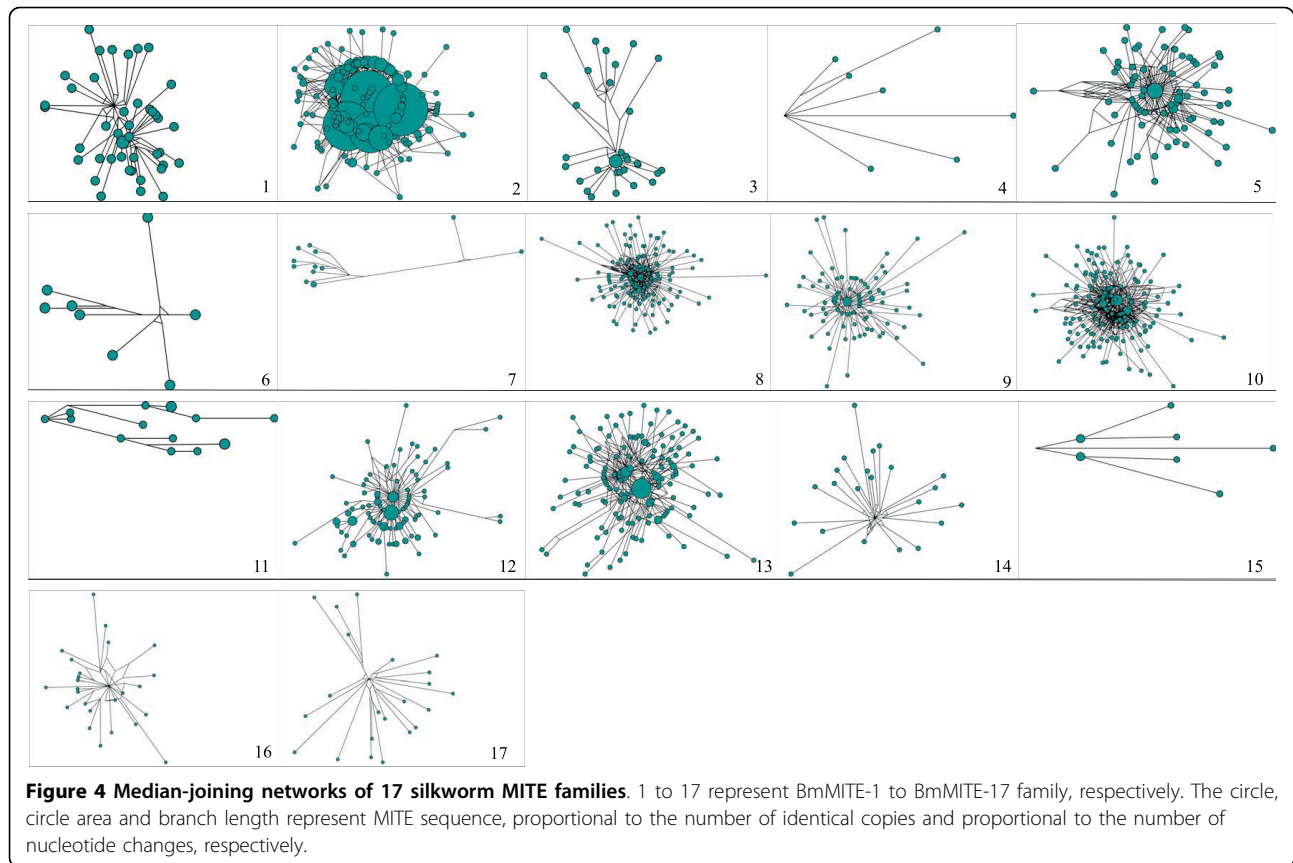 1 2 3 4 5
6 7 8 9 10
11 12 13 14 15
16 17
Figure 4 Median-joining networks of 17 silkworm MITE families. 1 to 17 represent BmMITE-1 to BmMITE-17 family, respectively. The circle,
circle area and branch length represent MITE sequence, proportional to the number of identical copies and proportional to the number of
nucleotide changes, respectively.